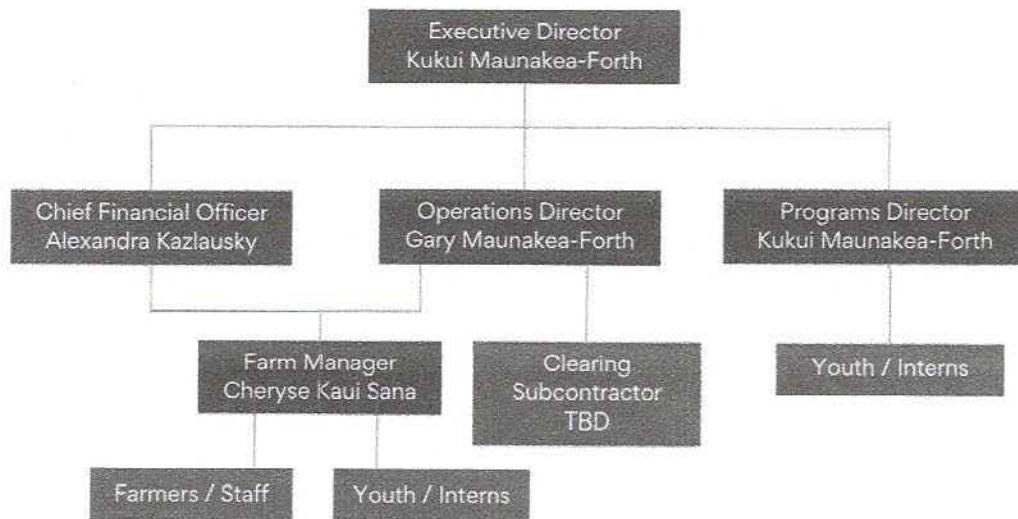 Executive Director
Kukui Maunakea-Forth
Chief Financial Officer
Alexandra Kazlausky
Operations Director
Gary Maunakea-Forth
Programs Director
Kukui Maunakea-Forth
Farm Manager
Cheryse Kaui Sana
Clearing
Subcontractor
TBD
Youth / Interns
Farmers / Staff
Youth / Interns